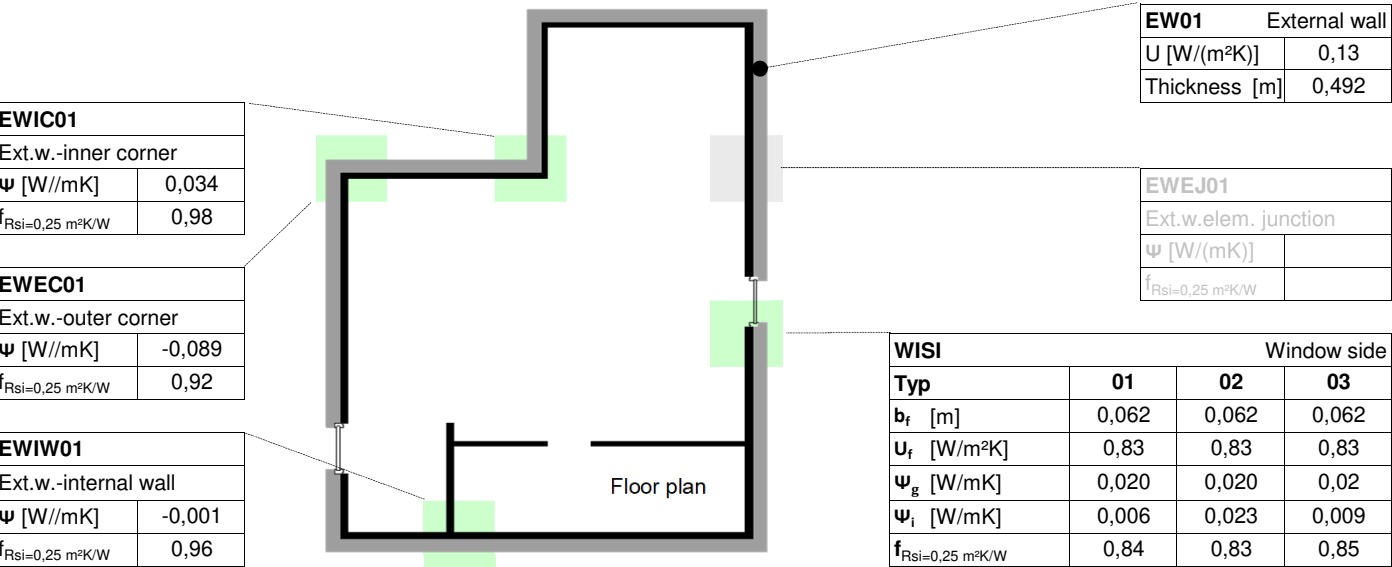 EW01 External wall
U [W/(m²K)] 0,13
Thickness [m] 0,492
EWIC01
Ext.w.-inner corner
Ψ [W//mK] 0,034
fRsi=0,25 m²K/W 0,98
EWEJ01
Ext.w.elem. junction
Ψ [W/(mK)]
fRsi=0,25 m²K/W
EWEC01
Ext.w.-outer corner
Ψ [W//mK] -0,089
fRsi=0,25 m²K/W 0,92
EWIW01
Ext.w.-internal wall
Ψ [W//mK] -0,001
fRsi=0,25 m²K/W 0,96
Floor plan
WISI Window side
Typ 01 02 03
bf [m] 0,062 0,062 0,062
Uf [W/m²K] 0,83 0,83 0,83
Ψg [W/mK] 0,020 0,020 0,02
Ψi [W/mK] 0,006 0,023 0,009
fRsi=0,25 m²K/W 0,84 0,83 0,85